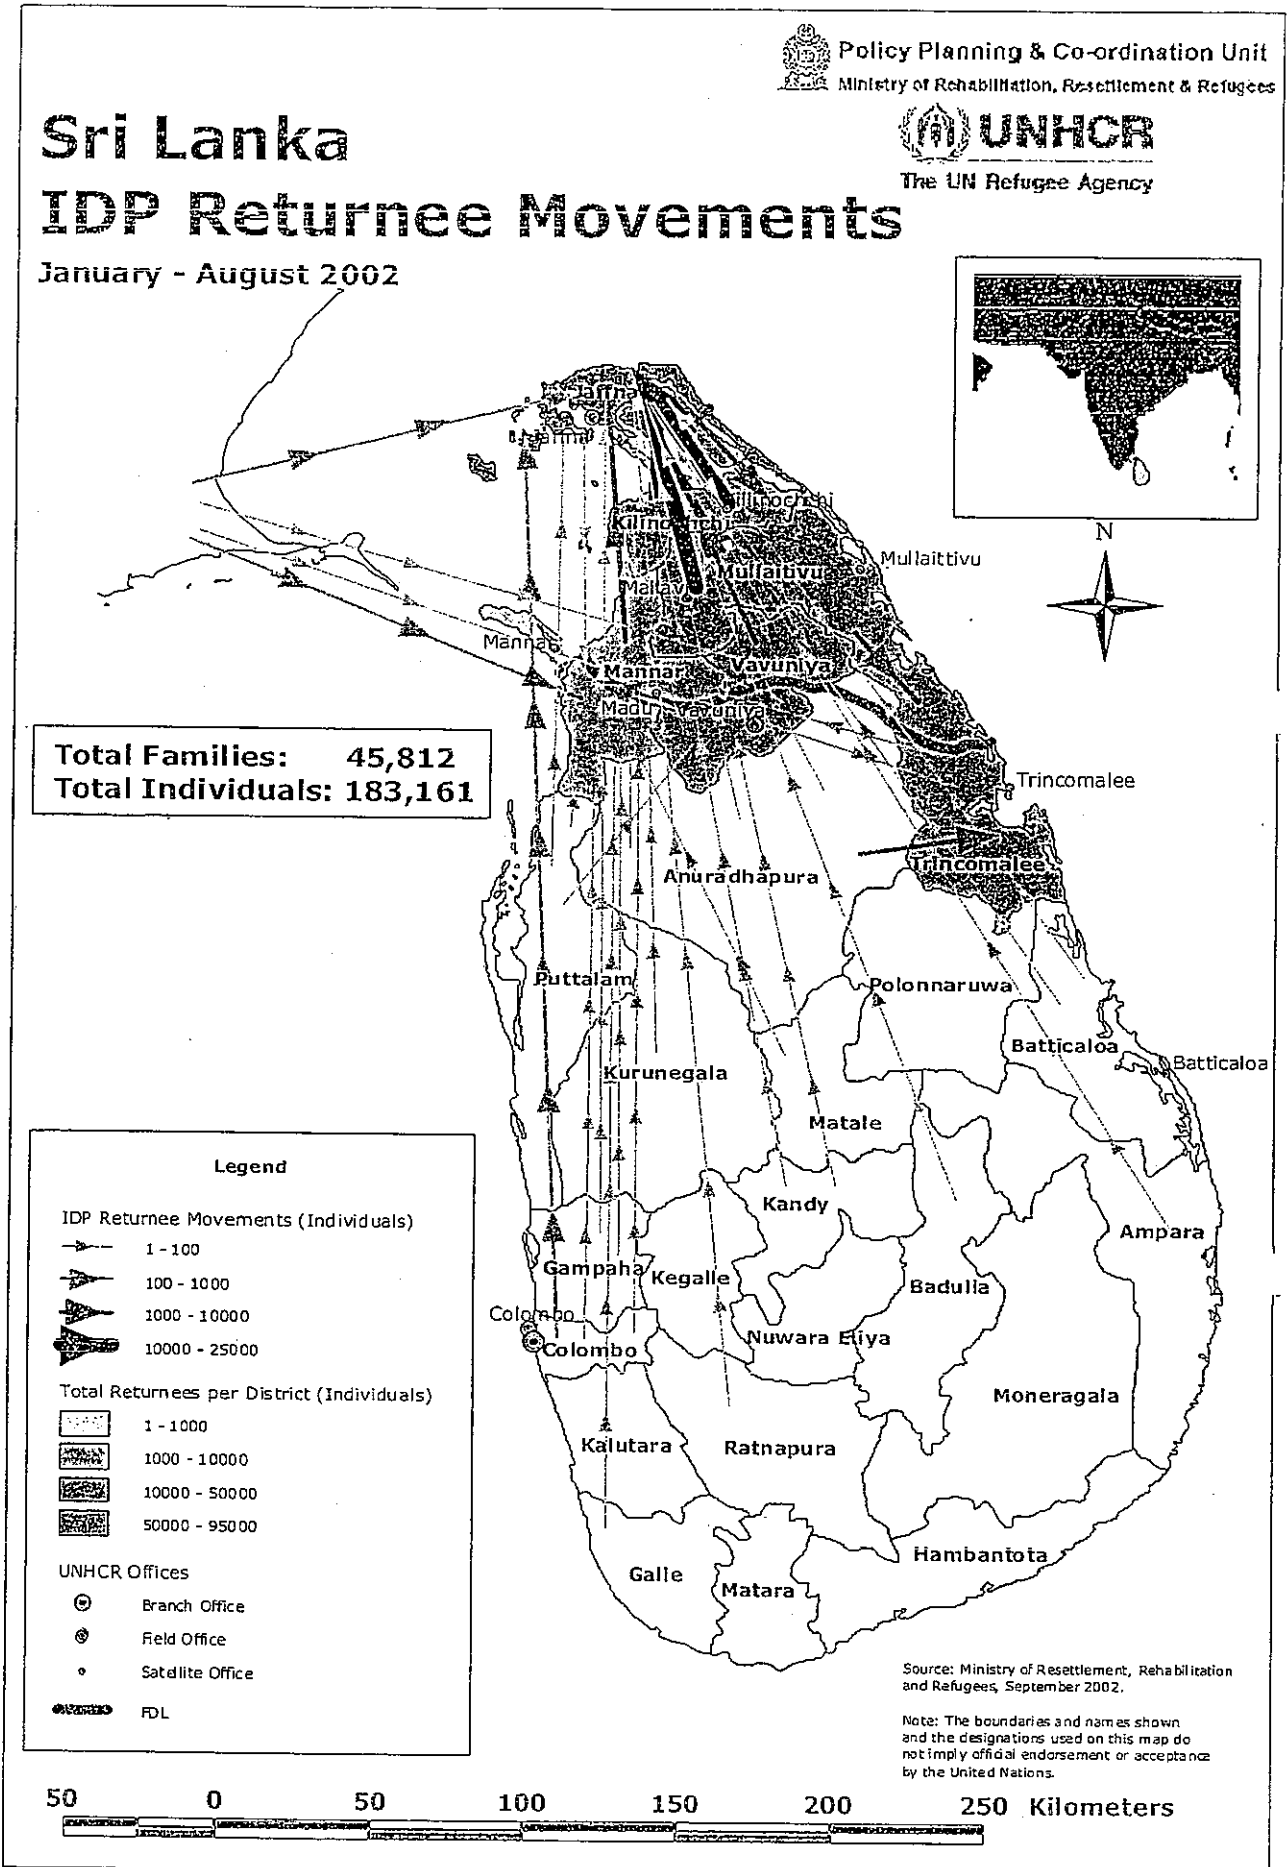 Policy Planning & Co-ordination Unit
Ministry of Rehabilitation, Resettlement & Refugees
UNHCR
The UN Refugee Agency
Sri Lanka
IDP Returnee Movements
January - August 2002
N
Jaffna
Jaffna
Killinochchi
Kilinochchi
Mullaittivu
Mullaitivu
Mallavi
Mannar
Mannar
Vavuniya
Madu
Vavuniya
Total Families: 45,812
Total Individuals: 183,161
Trincomalee
Trincomalee
Anuradhapura
Puttalam
Polonnaruwa
Batticaloa
Batticaloa
Kurunegala
Matale
Kandy
Ampara
Gampaha
Kegalle
Badulla
Colombo
Colombo
Nuwara Eliya
Moneragala
Kalutara
Ratnapura
Hambantota
Galle
Matara
Legend
IDP Returnee Movements (Individuals)
1 - 100
100 - 1000
1000 - 10000
10000 - 25000
Total Returnees per District (Individuals)
1 - 1000
1000 - 10000
10000 - 50000
50000 - 95000
UNHCR Offices
Branch Office
Field Office
Satellite Office
FDL
Source: Ministry of Resettlement, Rehabilitation
and Refugees, September 2002.
Note: The boundaries and names shown
and the designations used on this map do
not imply official endorsement or acceptance
by the United Nations.
50 0 50 100 150 200 250 Kilometers